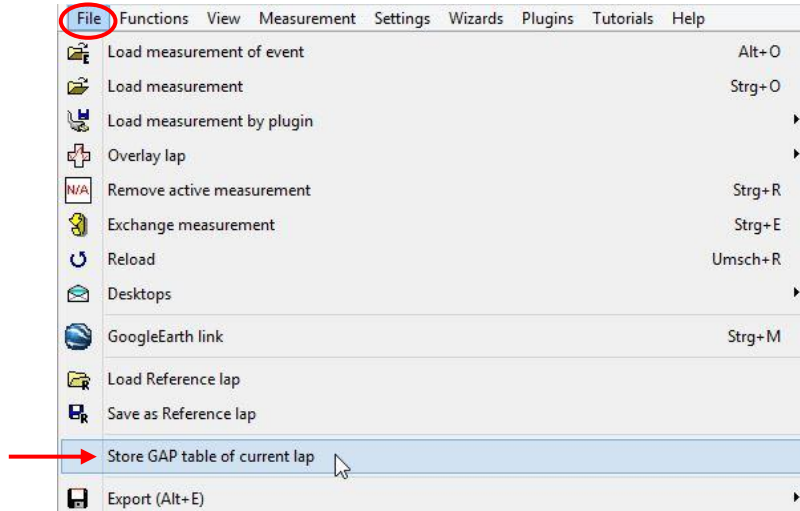 File Functions View Measurement Settings Wizards Plugins Tutorials Help
E Load measurement of event Alt+O
Load measurement Strg+O
Load measurement by plugin
Overlay lap
N/A Remove active measurement Strg+R
Exchange measurement Strg+E
Reload Umsch+R
Desktops
GoogleEarth link Strg+M
R Load Reference lap
R Save as Reference lap
Store GAP table of current lap
Export (Alt+E)